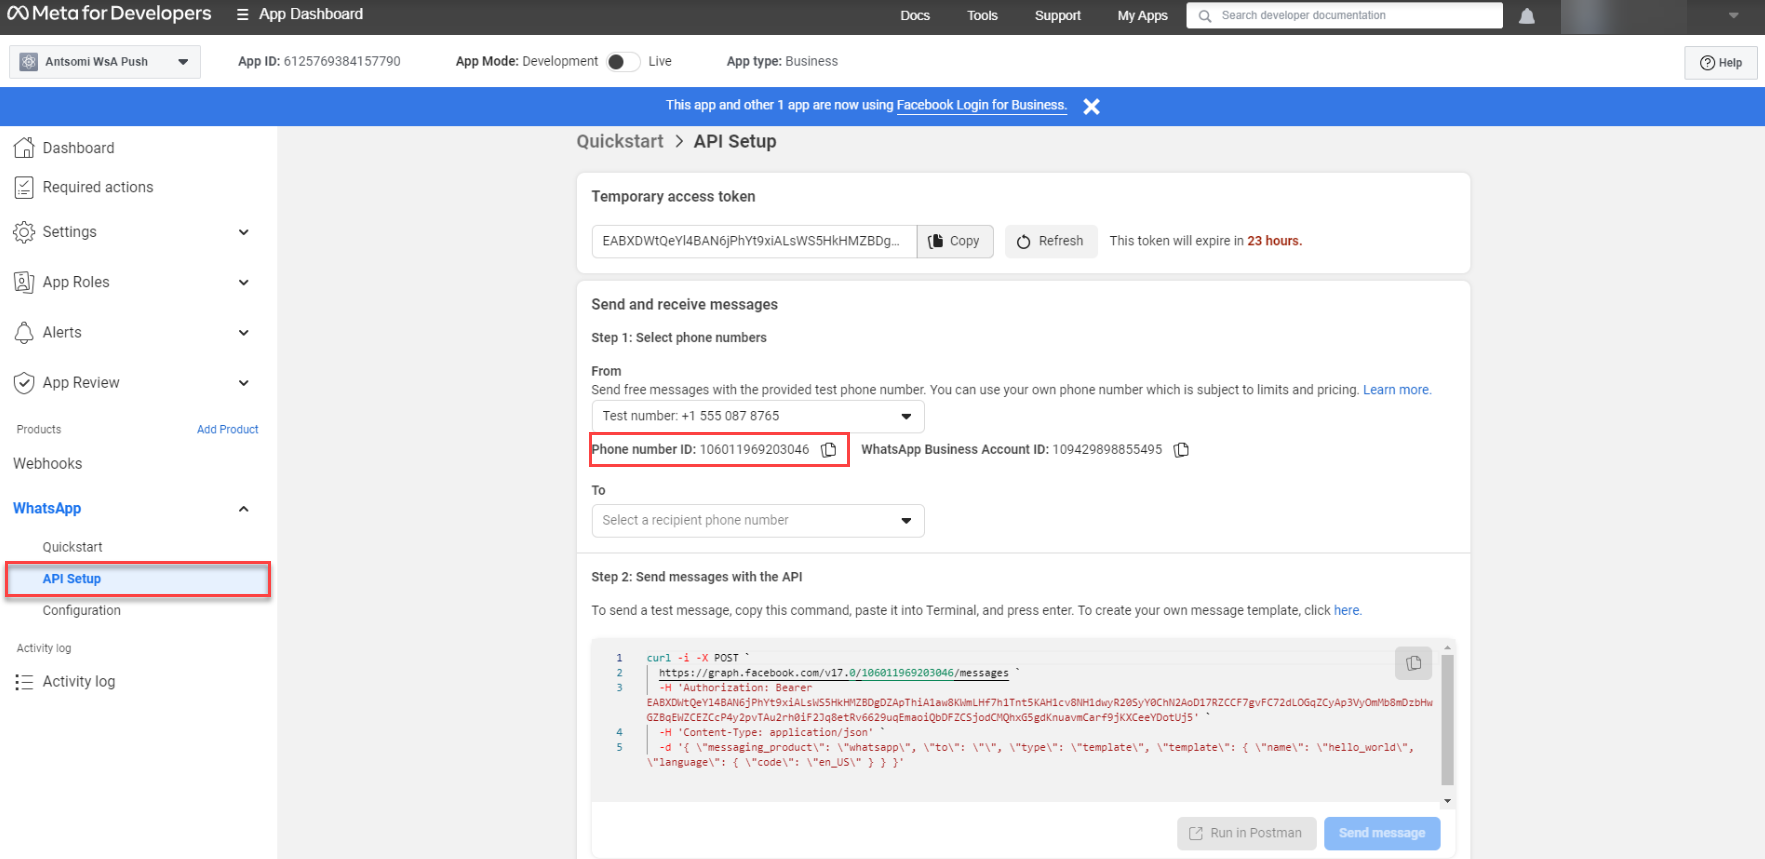 Meta for Developers
App Dashboard
Docs
Tools
Support
My Apps
Search developer documentation
Antsomi WsA Push
App ID: 6125769384157790
App Mode: Development
Live
App type: Business
Help
This app and other 1 app are now using Facebook Login for Business.
Dashboard
Required actions
Settings
App Roles
Alerts
App Review
Products
Add Product
Webhooks
WhatsApp
Quickstart
API Setup
Configuration
Activity log
Activity log
Quickstart > API Setup
Temporary access token
EABXDWtQeYl4BAN6jPhYt9xiALsWS5HkHMZBDg...
Copy
Refresh
This token will expire in 23 hours.
Send and receive messages
Step 1: Select phone numbers
From
Send free messages with the provided test phone number. You can use your own phone number which is subject to limits and pricing. Learn more.
Test number: +1 555 087 8765
Phone number ID: 106011969203046
WhatsApp Business Account ID: 109429898855495
To
Select a recipient phone number
Step 2: Send messages with the API
To send a test message, copy this command, paste it into Terminal, and press enter. To create your own message template, click here.
1 curl -i -X POST `
2 https://graph.facebook.com/v17.0/106011969203046/messages `
3 -H 'Authorization: Bearer
EABXDWtQeYl4BAN6jPhYt9xiALsWS5HkHMZBDgDZApThiA1aw8KWmLHf7h1Tnt5KAH1cv8NH1dwyR20SyY0ChN2AoD17RZCCF7gvFC72dLOGqZCyAp3VyOmMb8mDzbHw
GZBqEWZCEZCcP4y2pvTAu2rh0iF2Jq8etRv6629uqEmaoiQbDFZCSjodCMQhxG5gdKnuavmCarf9jKXCeeYDotUj5' `
4 -H 'Content-Type: application/json' `
5 -d '{ \"messaging_product\": \"whatsapp\", \"to\": \"\", \"type\": \"template\", \"template\": { \"name\": \"hello_world\",
\"language\": { \"code\": \"en_US\" } } }'
Run in Postman
Send message